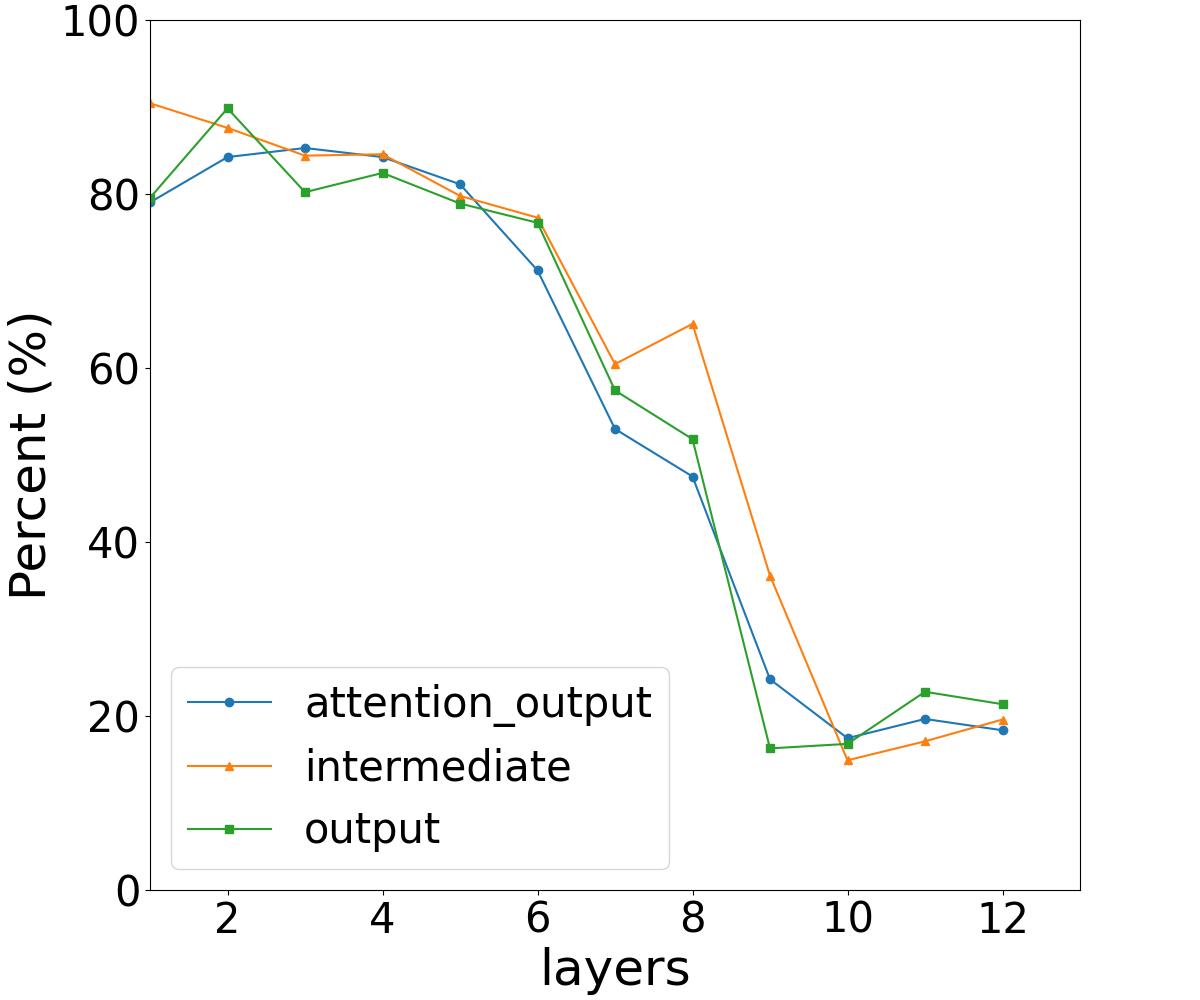 100
80
60
40
20
0
Percent (%)
attention_output
intermediate
output
2 4 6 8 10 12
layers